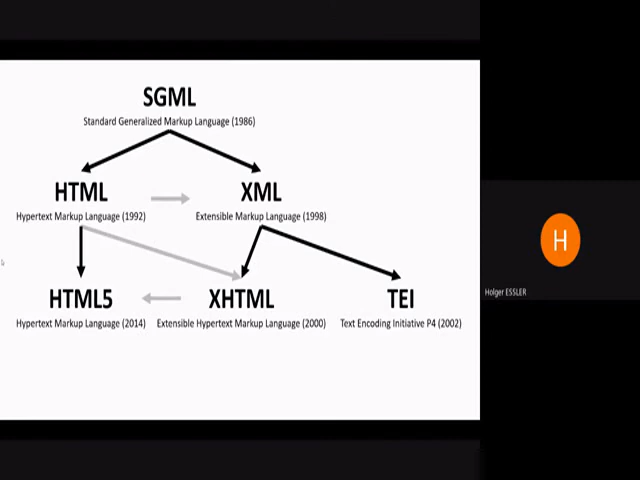 SGML
Standard Generalized Markup Language (1986)
HTML XML
Hypertext Markup Language (1992) Extensible Markup Language (1998)
HTML5 XHTML TEI
Hypertext Markup Language (2014) Extensible Hypertext Markup Language (2000) Text Encoding Initiative P4 (2002)
H
Holger ESSLER